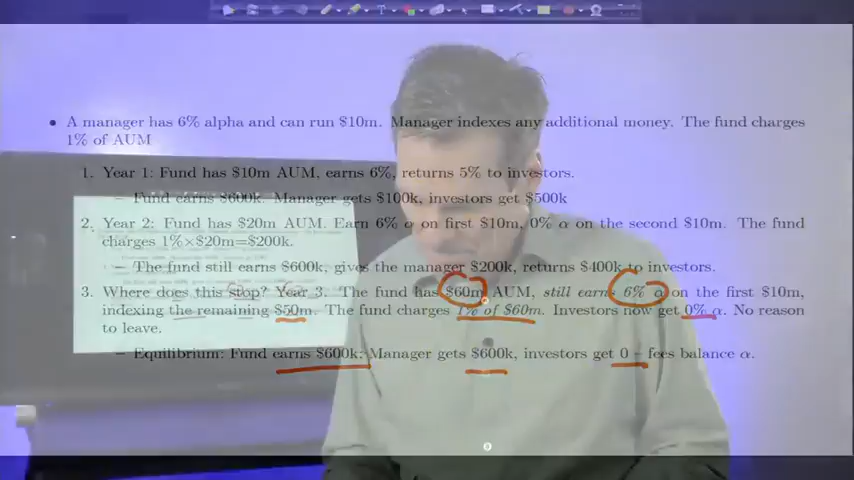 • A manager has 6% alpha and can run $10m. Manager indexes any additional money. The fund charges
1% of AUM
1. Year 1: Fund has $10m AUM, earns 6%, returns 5% to investors.
– Fund earns $600k. Manager gets $100k, investors get $500k
2. Year 2: Fund has $20m AUM. Earn 6% α on first $10m, 0% α on the second $10m. The fund
charges 1%×$20m=$200k.
– The fund still earns $600k, gives the manager $200k, returns $400k to investors.
3. Where does this stop? Year 3. The fund has $60m AUM, still earns 6% α on the first $10m,
indexing the remaining $50m. The fund charges 1% of $60m. Investors now get 0% α. No reason
to leave.
– Equilibrium: Fund earns $600k: Manager gets $600k, investors get 0 – fees balance α.